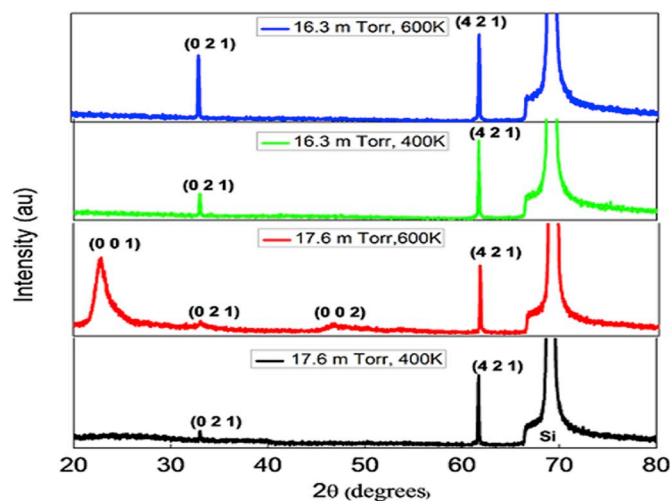 16.3 m Torr, 600K
(0 2 1)
(4 2 1)
16.3 m Torr, 400K
(0 2 1)
(4 2 1)
17.6 m Torr,600K
(0 0 1)
(0 2 1)
(0 0 2)
(4 2 1)
17.6 m Torr, 400K
(0 2 1)
(4 2 1)
Si
Intensity (au)
20 30 40 50 60 70 80
2θ (degrees)